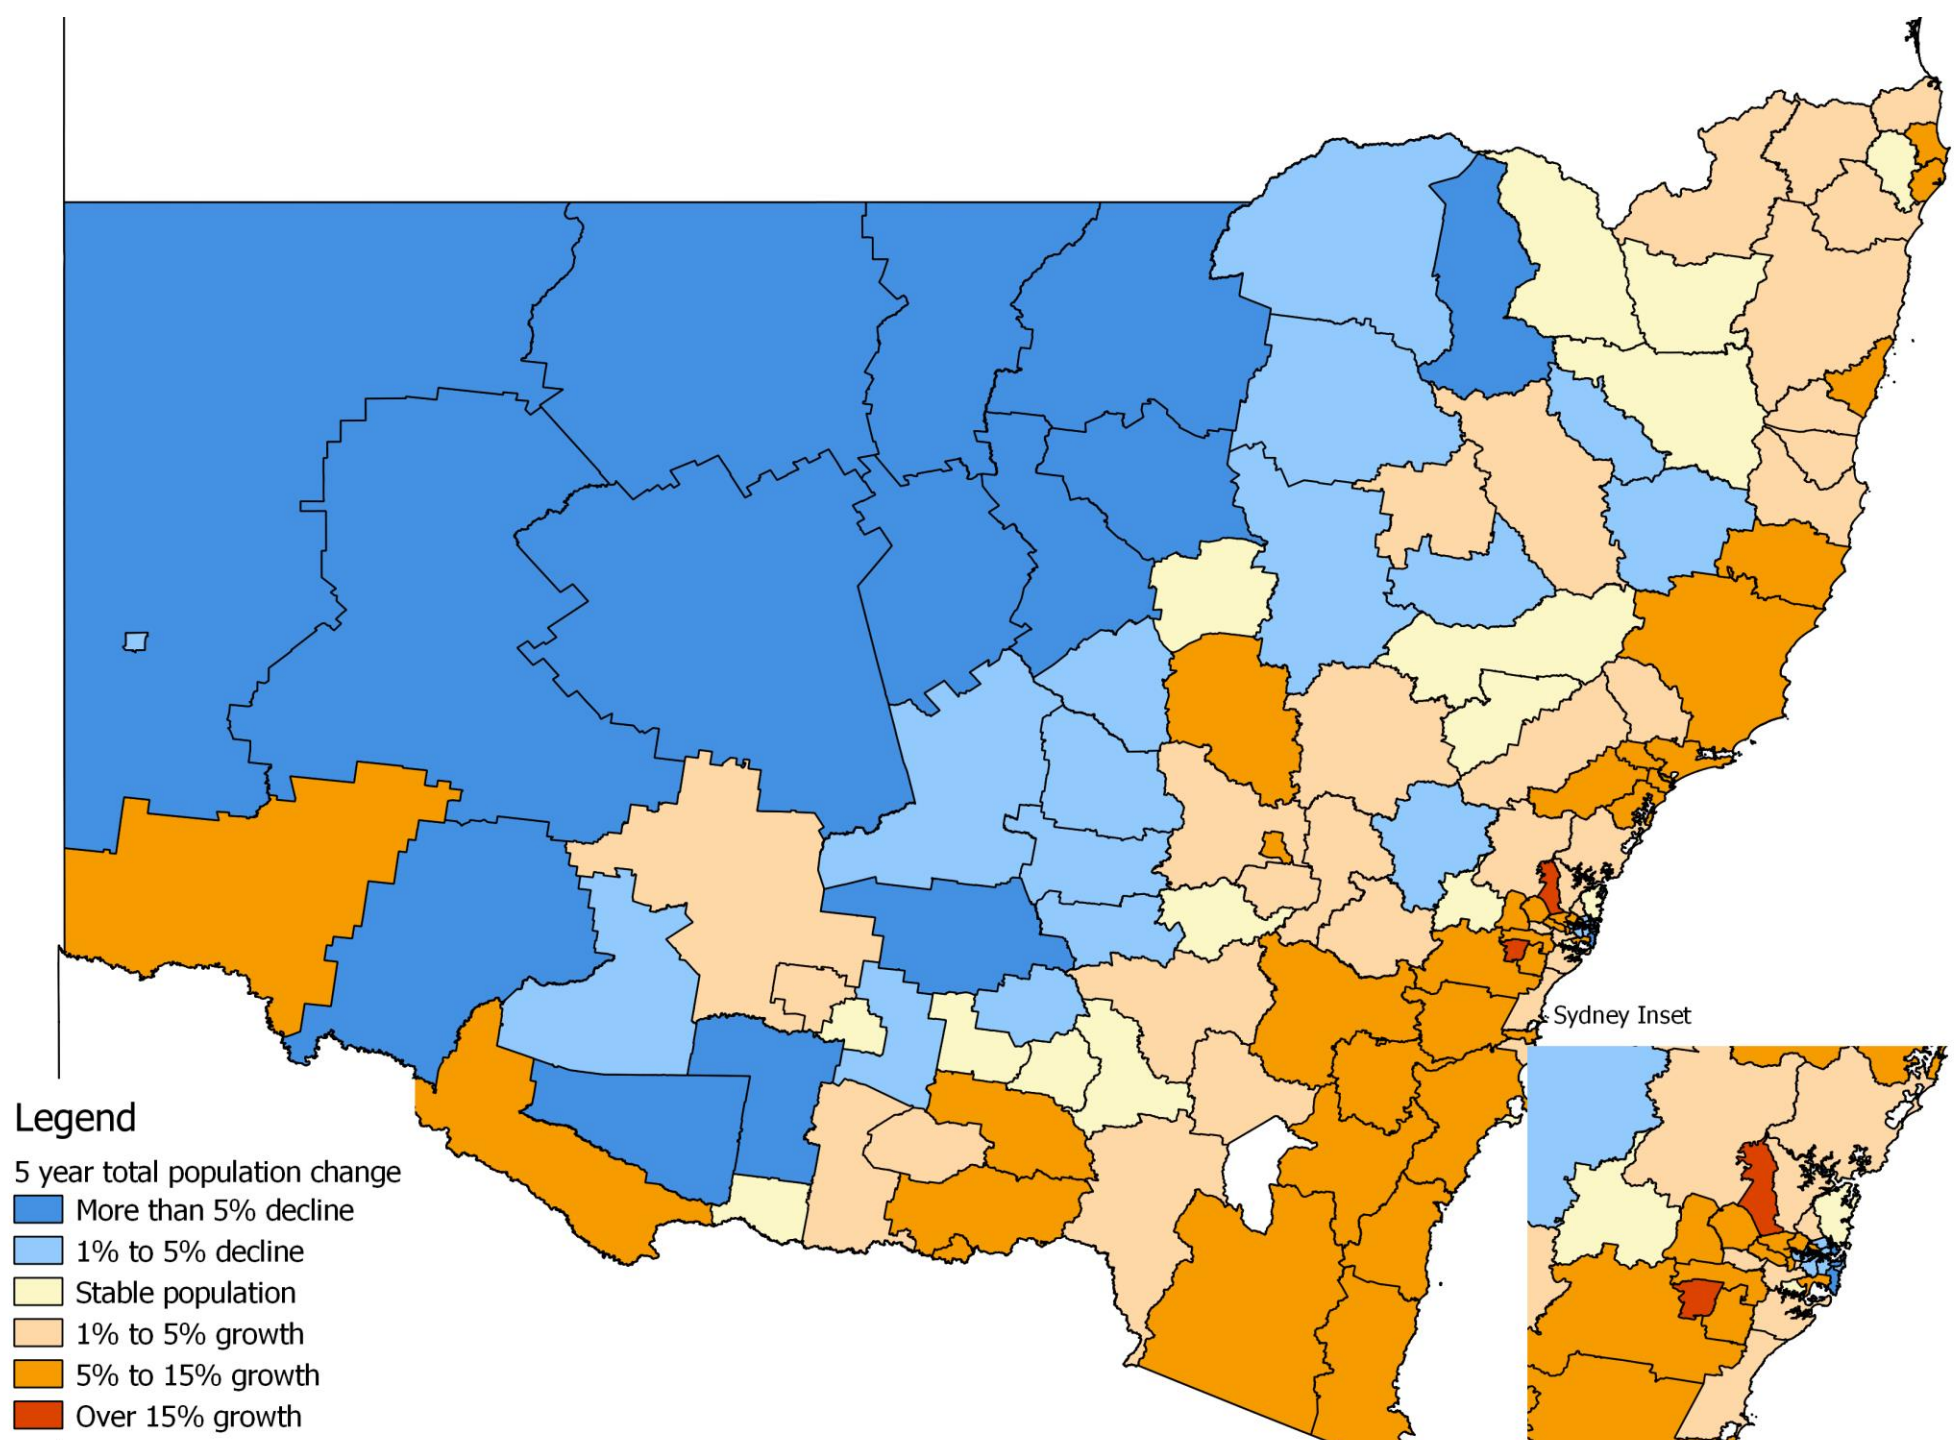 Sydney Inset
Legend
5 year total population change
More than 5% decline
1% to 5% decline
Stable population
1% to 5% growth
5% to 15% growth
Over 15% growth